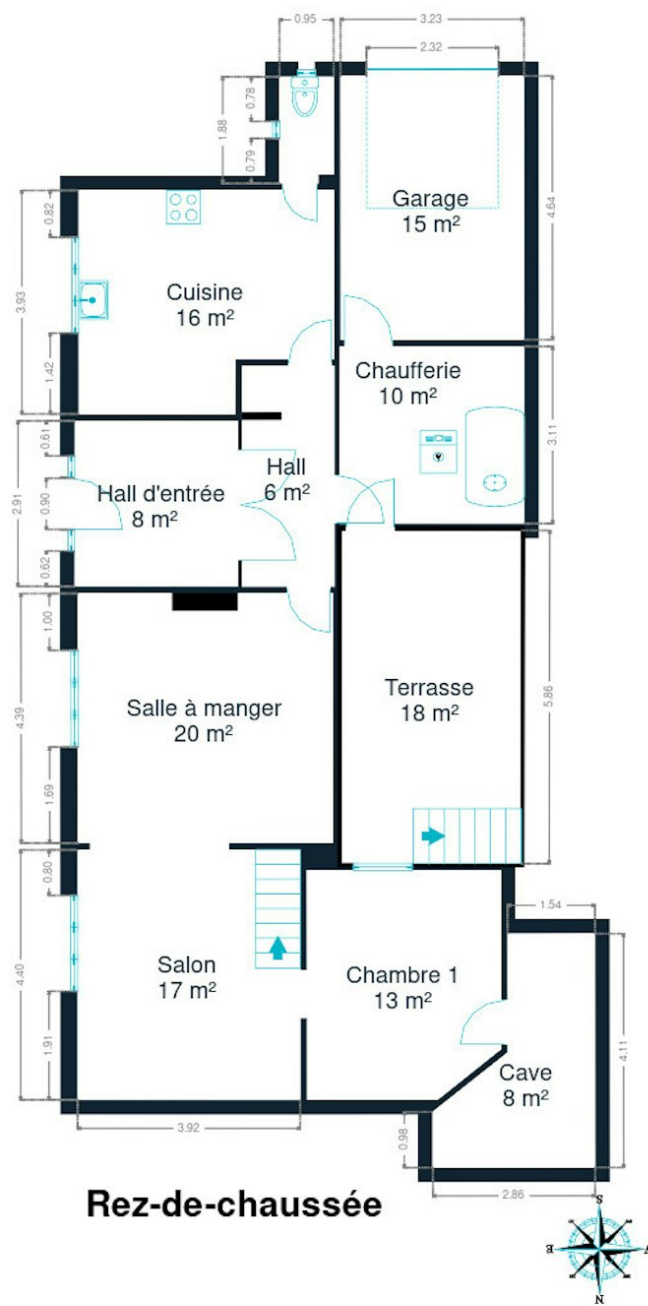 0.95
3.23
2.32
0.78
1.88
0.79
Garage
15 m²
4.64
0.82
Cuisine
16 m²
3.93
1.42
Chaufferie
10 m²
3.11
0.61
Hall
6 m²
Hall d'entrée
8 m²
2.91
0.90
0.62
1.00
Salle à manger
20 m²
4.39
1.69
Terrasse
18 m²
5.86
0.80
1.54
Salon
17 m²
Chambre 1
13 m²
4.40
1.91
4.11
Cave
8 m²
3.92
0.98
2.86
Rez-de-chaussée
S
E
N